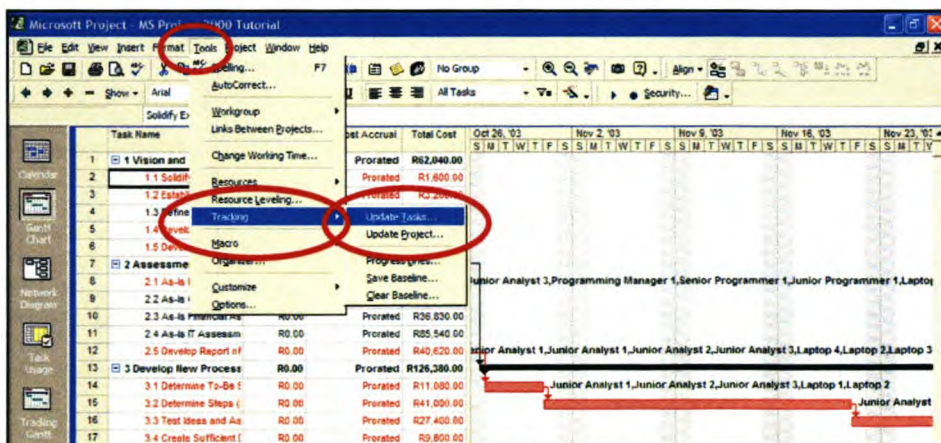 Microsoft Project - MS Project 2000 Tutorial
File Edit View Insert Format Tools Project Window Help
No Group Align
Show Arial All Tasks Security...
Solidify Ex
Spelling... F7
AutoCorrect...
Workgroup
Links Between Projects...
Change Working Time...
Resources
Resource Leveling...
Tracking
Macro
Organizer...
Customize
Options...
Update Tasks...
Update Project...
Progress Lines...
Save Baseline...
Clear Baseline...
Calendar
Gantt Chart
Network Diagram
Task Usage
Tracking Gantt
Task Name ost Accrual Total Cost Oct 26, '03 Nov 2, '03 Nov 9, '03 Nov 16, '03 Nov 23, '0
S M T W T F S S M T W T F S S M T W T F S S M T W T F S S M T W
1 1 Vision and Prorated R62,040.00
2 1.1 Solidify Prorated R1,600.00
3 1.2 Establi Prorated
4 1.3 Define
5 1.4 Develo
6 1.5 Deve
7 2 Assessme
8 2.1 As-Is unior Analyst 3,Programming Manager 1,Senior Programmer 1,Junior Programmer 1,Laptop
9 2.2 As-Is
10 2.3 As-Is Financial As R0.00 Prorated R36,830.00
11 2.4 As-Is IT Assessm R0.00 Prorated R85,540.00
12 2.5 Develop Report of R0.00 Prorated R40,620.00 enior Analyst 1,Junior Analyst 1,Junior Analyst 2,Junior Analyst 3,Laptop 4,Laptop 2,Laptop 3
13 3 Develop New Process R0.00 Prorated R126,380.00
14 3.1 Determine To-Be R0.00 Prorated R11,080.00 Junior Analyst 1,Junior Analyst 2,Junior Analyst 3,Laptop 1,Laptop 2
15 3.2 Determine Steps ( R0.00 Prorated R41,000.00 Junior Analyst
16 3.3 Test Ideas and As R0.00 Prorated R27,400.00
17 3.4 Create Sufficient R0.00 Prorated R9,800.00